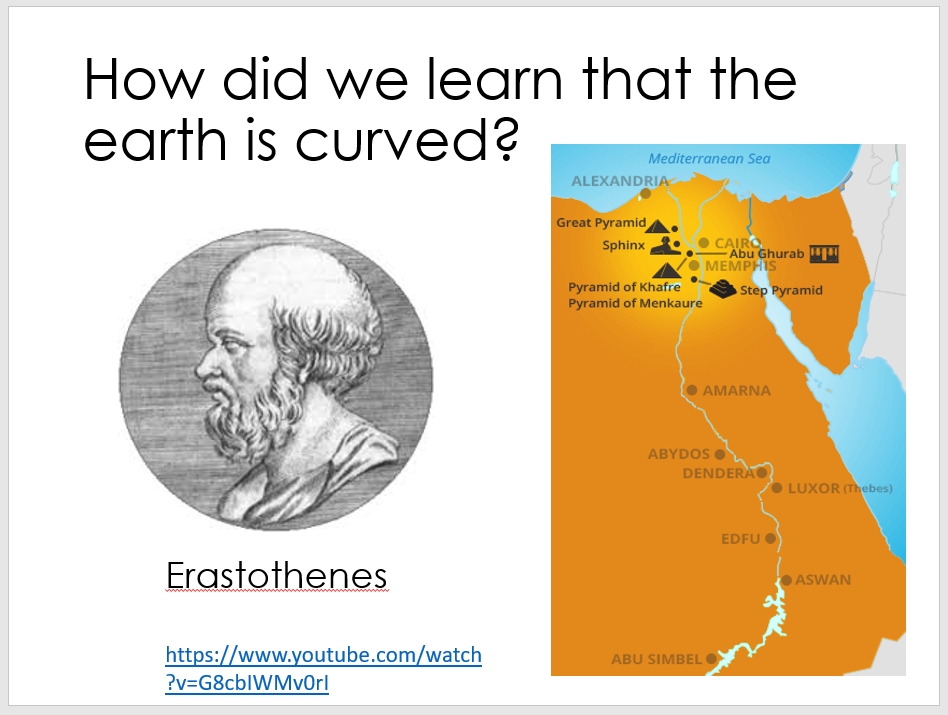 How did we learn that the
earth is curved?
Mediterranean Sea
ALEXANDRIA
Great Pyramid
Sphinx
CAIRO
Abu Ghurab
MEMPHIS
Pyramid of Khafre
Pyramid of Menkaure
Step Pyramid
AMARNA
ABYDOS
DENDERA
LUXOR (Thebes)
EDFU
ASWAN
ABU SIMBEL
Erastothenes
https://www.youtube.com/watch
?v=G8cbIWMv0rI